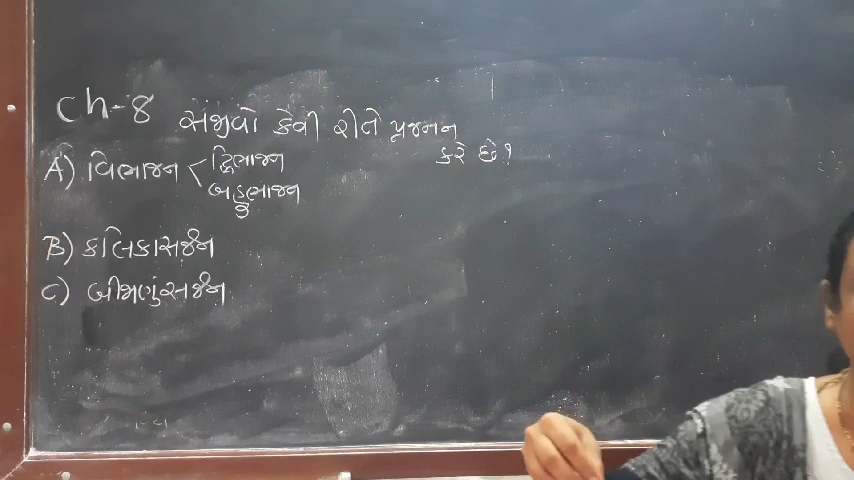 Ch-8 સજીવો કેવી રીતે પ્રજનન
કરે છે?
A) વિભાજન < દ્વિભાજન
બહુભાજન
B) કલિકાસર્જન
C) બીજાણુંસર્જન